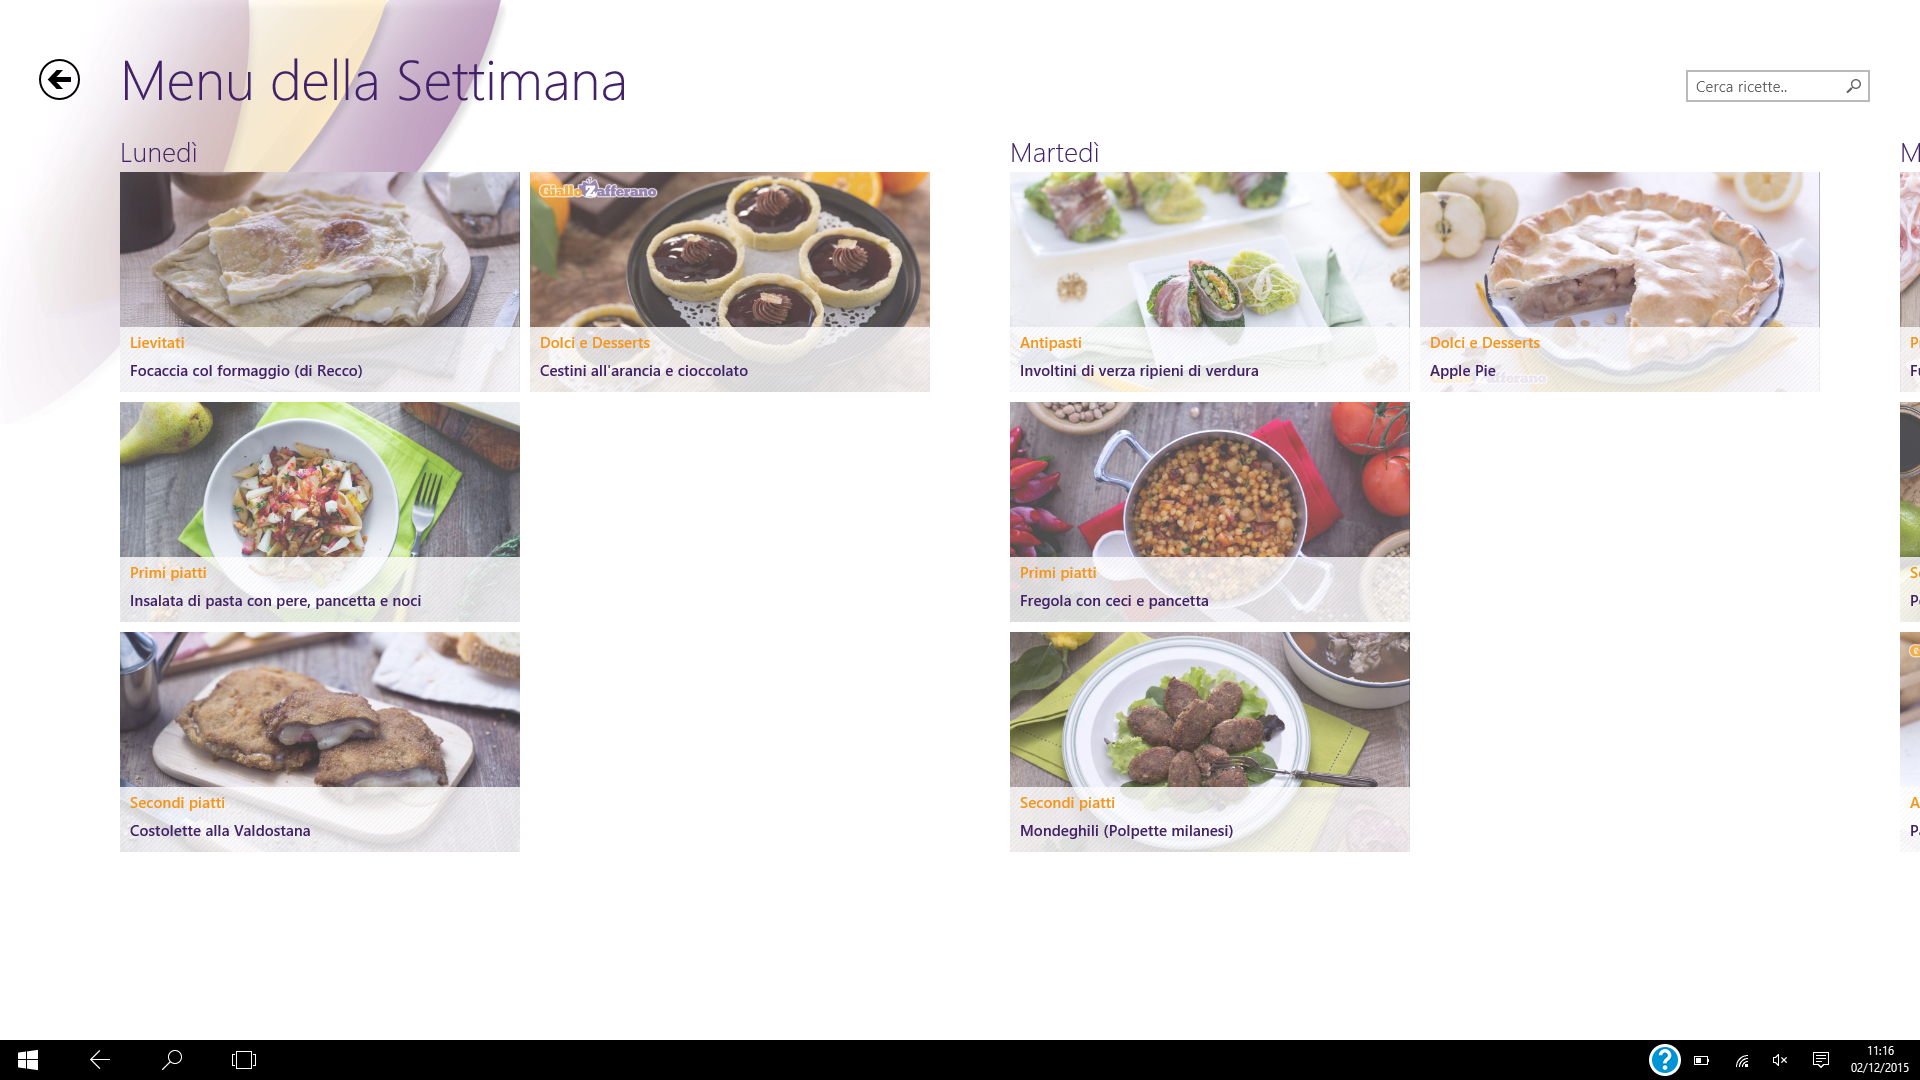 Menu della Settimana
Cerca ricette..
Lunedì
GialloZafferano
Lievitati
Focaccia col formaggio (di Recco)
Dolci e Desserts
Cestini all'arancia e cioccolato
Primi piatti
Insalata di pasta con pere, pancetta e noci
Secondi piatti
Costolette alla Valdostana
Martedì
Antipasti
Involtini di verza ripieni di verdura
Dolci e Desserts
Apple Pie
GialloZafferano
Primi piatti
Fregola con ceci e pancetta
Secondi piatti
Mondeghili (Polpette milanesi)
11:16
02/12/2015